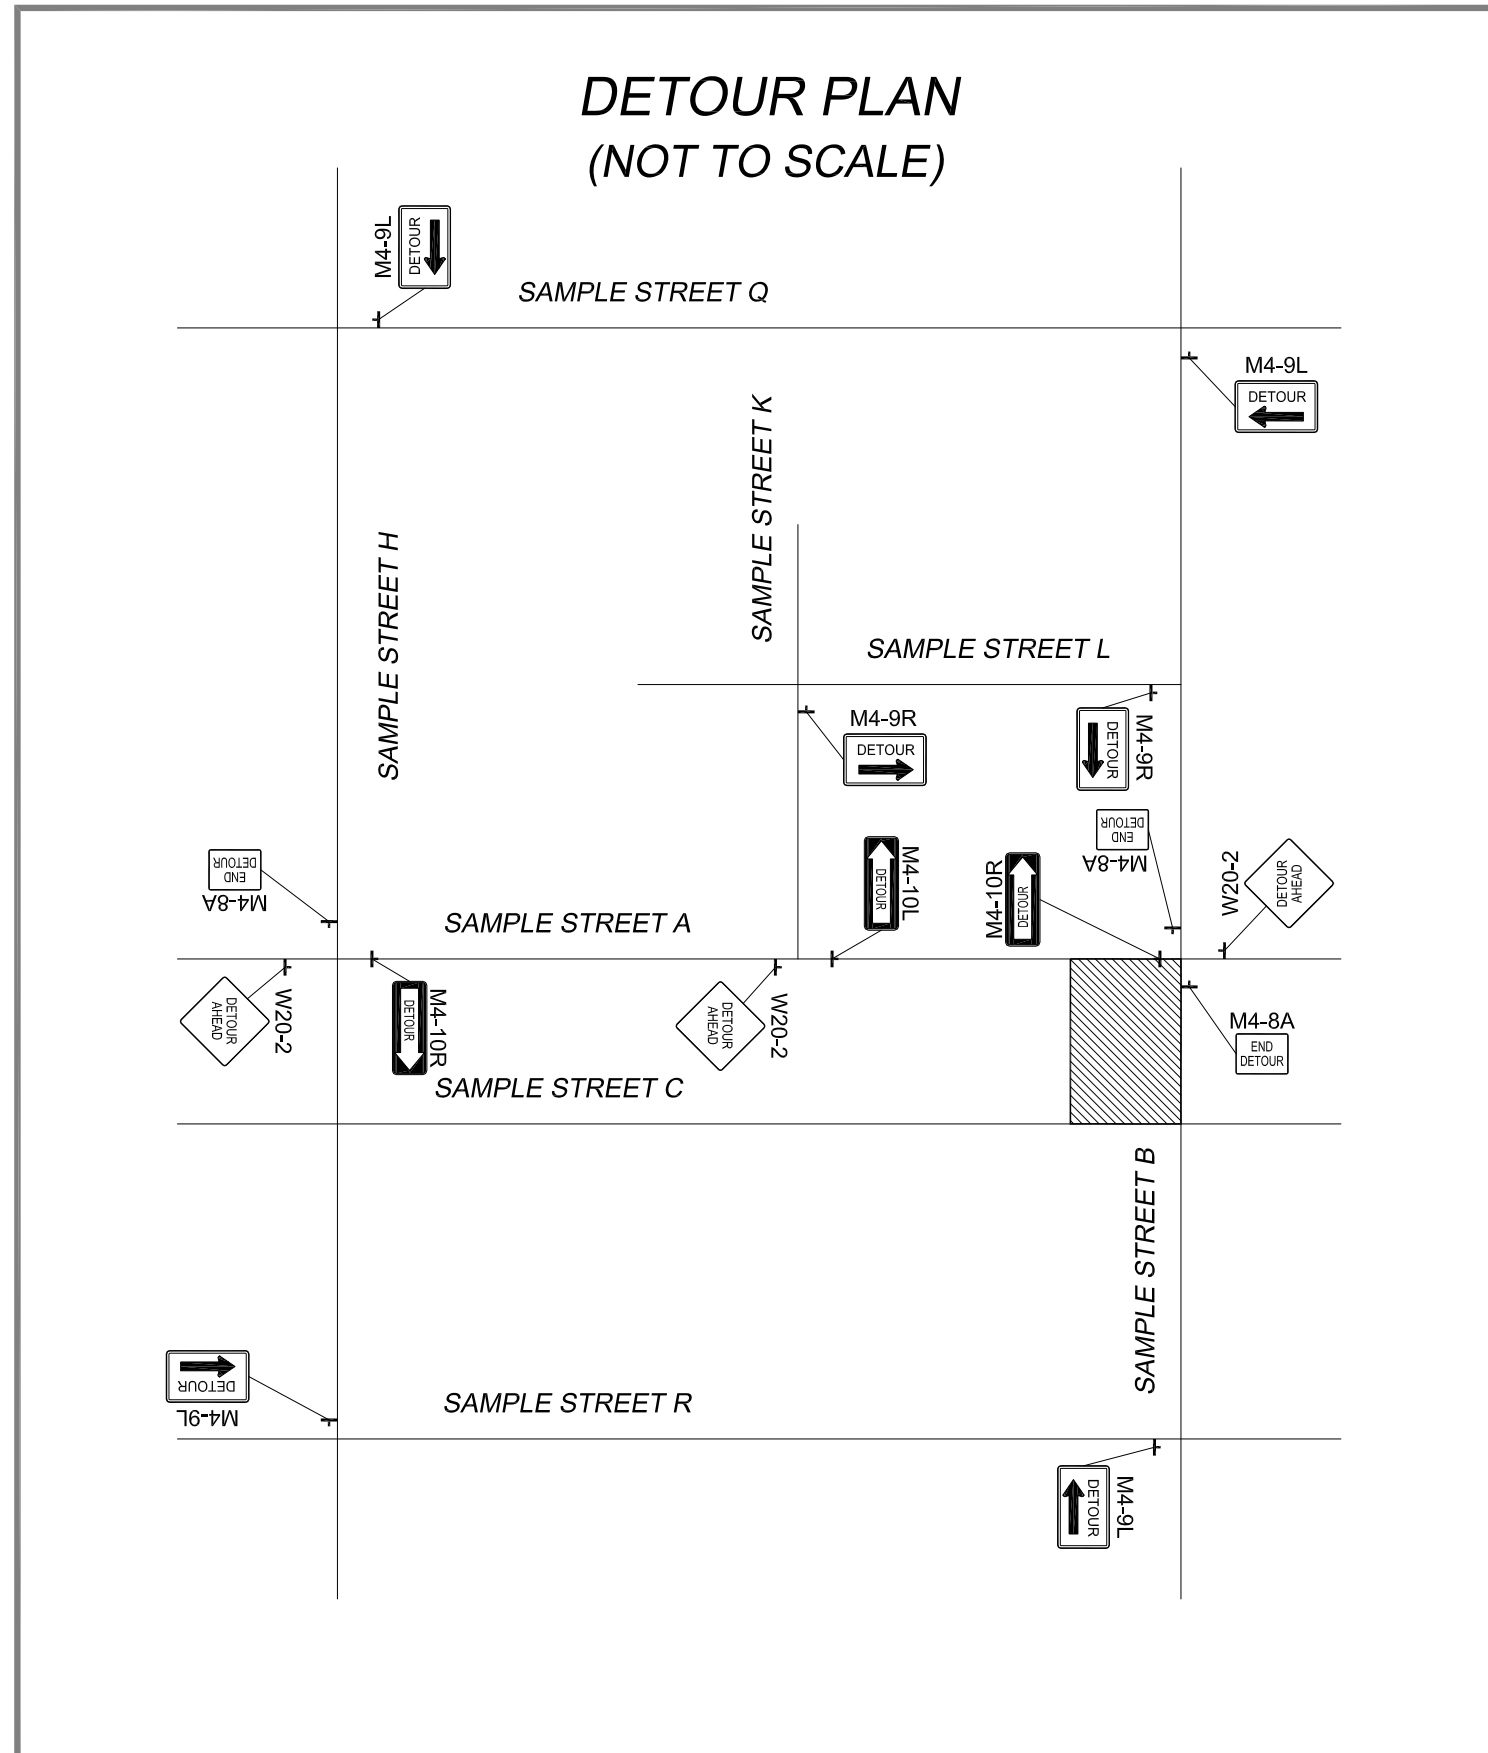 DETOUR PLAN
(NOT TO SCALE)
M4-9L
DETOUR
SAMPLE STREET Q
M4-9L
DETOUR
SAMPLE STREET K
SAMPLE STREET H
SAMPLE STREET L
M4-9R
DETOUR
M4-9R
DETOUR
END
DETOUR
M4-8A
M4-10L
DETOUR
M4-10R
DETOUR
END
DETOUR
M4-8A
W20-2
DETOUR
AHEAD
SAMPLE STREET A
DETOUR
AHEAD
W20-2
M4-10R
DETOUR
DETOUR
AHEAD
W20-2
M4-8A
END
DETOUR
SAMPLE STREET C
SAMPLE STREET B
DETOUR
M4-9L
SAMPLE STREET R
M4-9L
DETOUR